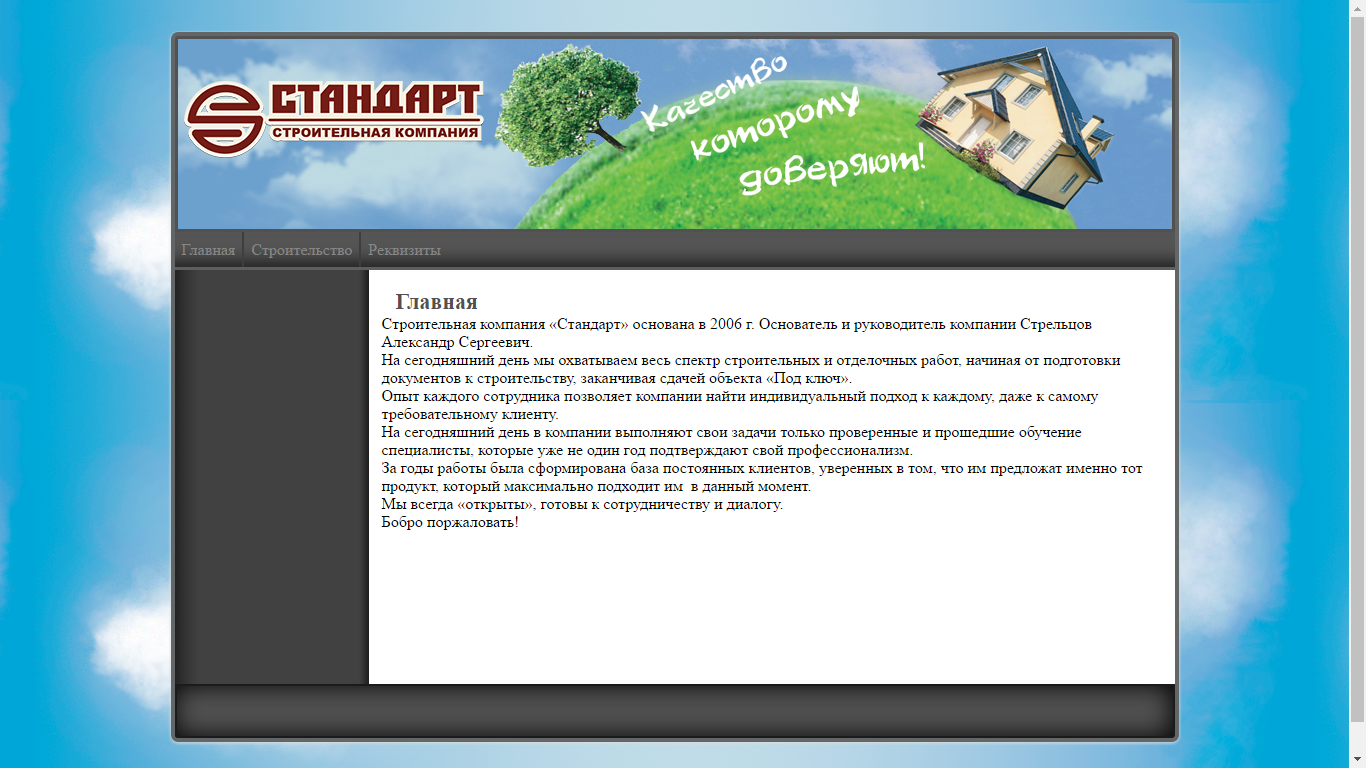 СТАНДАРТ
СТРОИТЕЛЬНАЯ КОМПАНИЯ
Качество
которому
доверяют!
Главная Строительство Реквизиты
Главная
Строительная компания «Стандарт» основана в 2006 г. Основатель и руководитель компании Стрельцов
Александр Сергеевич.
На сегодняшний день мы охватываем весь спектр строительных и отделочных работ, начиная от подготовки
документов к строительству, заканчивая сдачей объекта «Под ключ».
Опыт каждого сотрудника позволяет компании найти индивидуальный подход к каждому, даже к самому
требовательному клиенту.
На сегодняшний день в компании выполняют свои задачи только проверенные и прошедшие обучение
специалисты, которые уже не один год подтверждают свой профессионализм.
За годы работы была сформирована база постоянных клиентов, уверенных в том, что им предложат именно тот
продукт, который максимально подходит им  в данный момент.
Мы всегда «открыты», готовы к сотрудничеству и диалогу.
Бобро поржаловать!